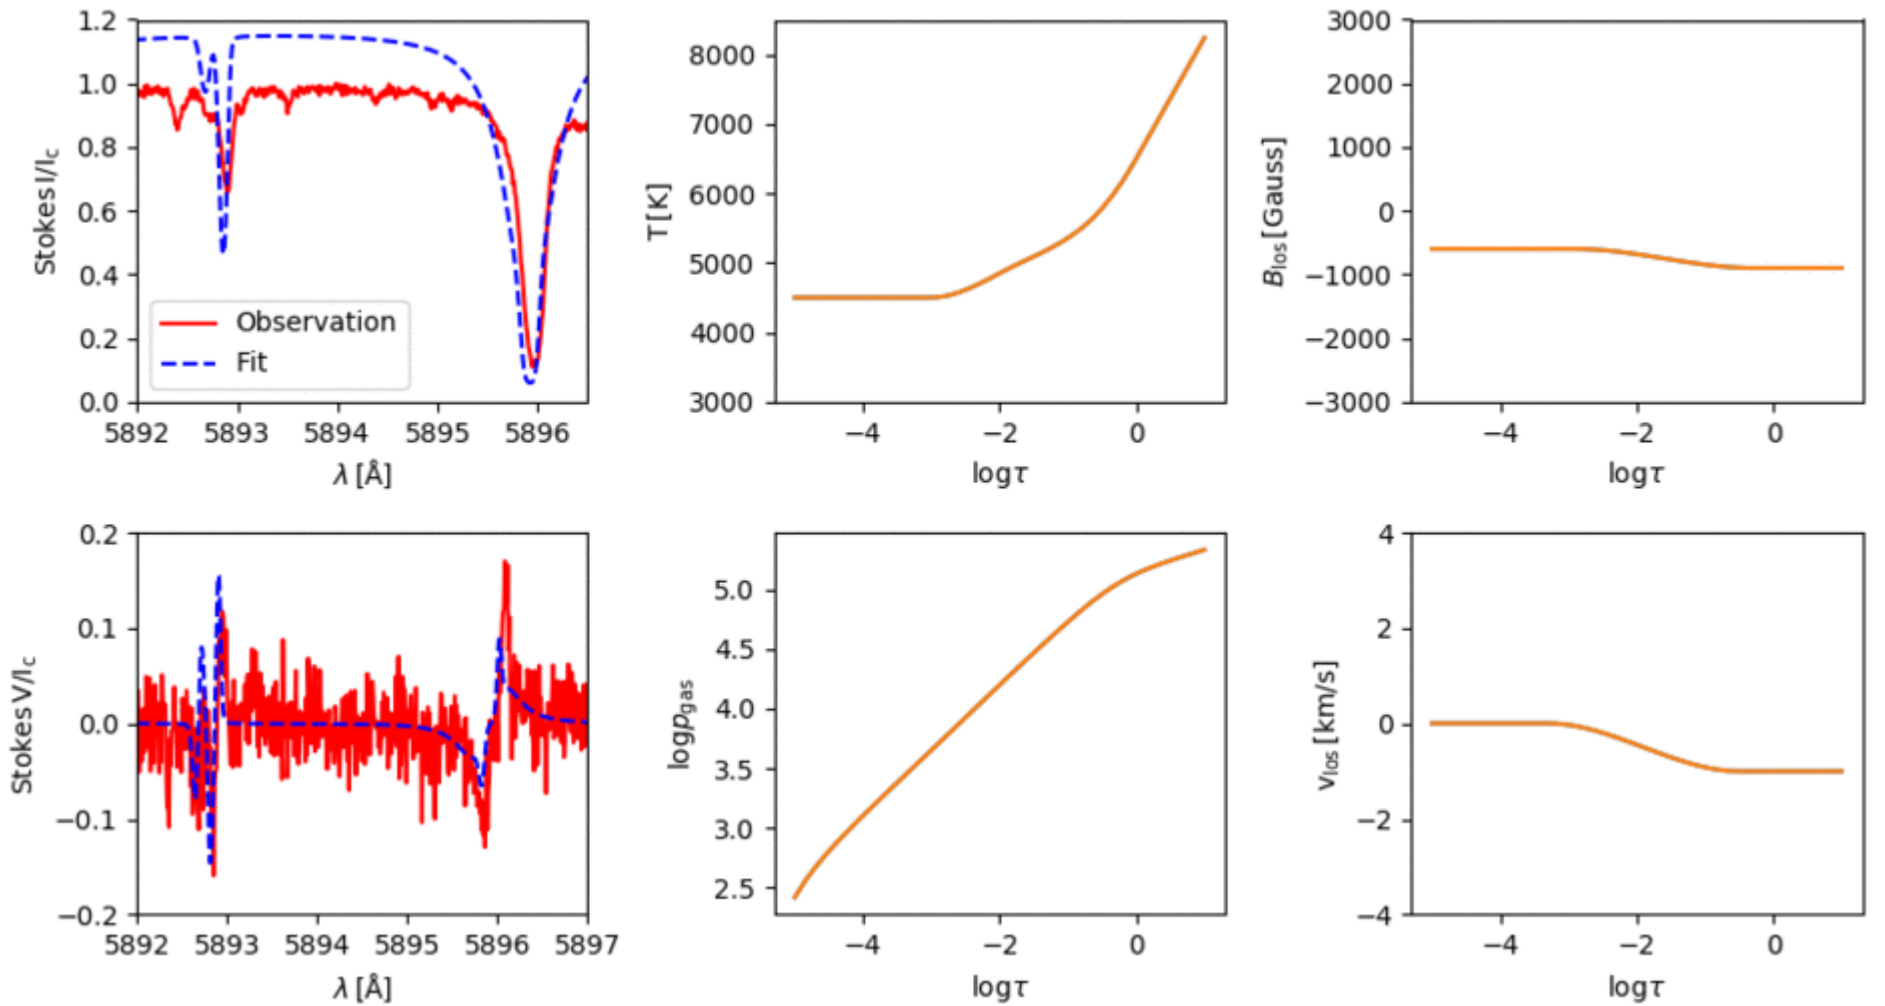 Stokes I/I_c
1.2
1.0
0.8
0.6
0.4
0.2
0.0
Observation
Fit
5892 5893 5894 5895 5896
λ [Å]
T [K]
8000
7000
6000
5000
4000
3000
−4 −2 0
log τ
B_los [Gauss]
3000
2000
1000
0
−1000
−2000
−3000
−4 −2 0
log τ
Stokes V/I_c
0.2
0.1
0.0
−0.1
−0.2
5892 5893 5894 5895 5896 5897
λ [Å]
log p_gas
5.0
4.5
4.0
3.5
3.0
2.5
−4 −2 0
log τ
v_los [km/s]
4
2
0
−2
−4
−4 −2 0
log τ